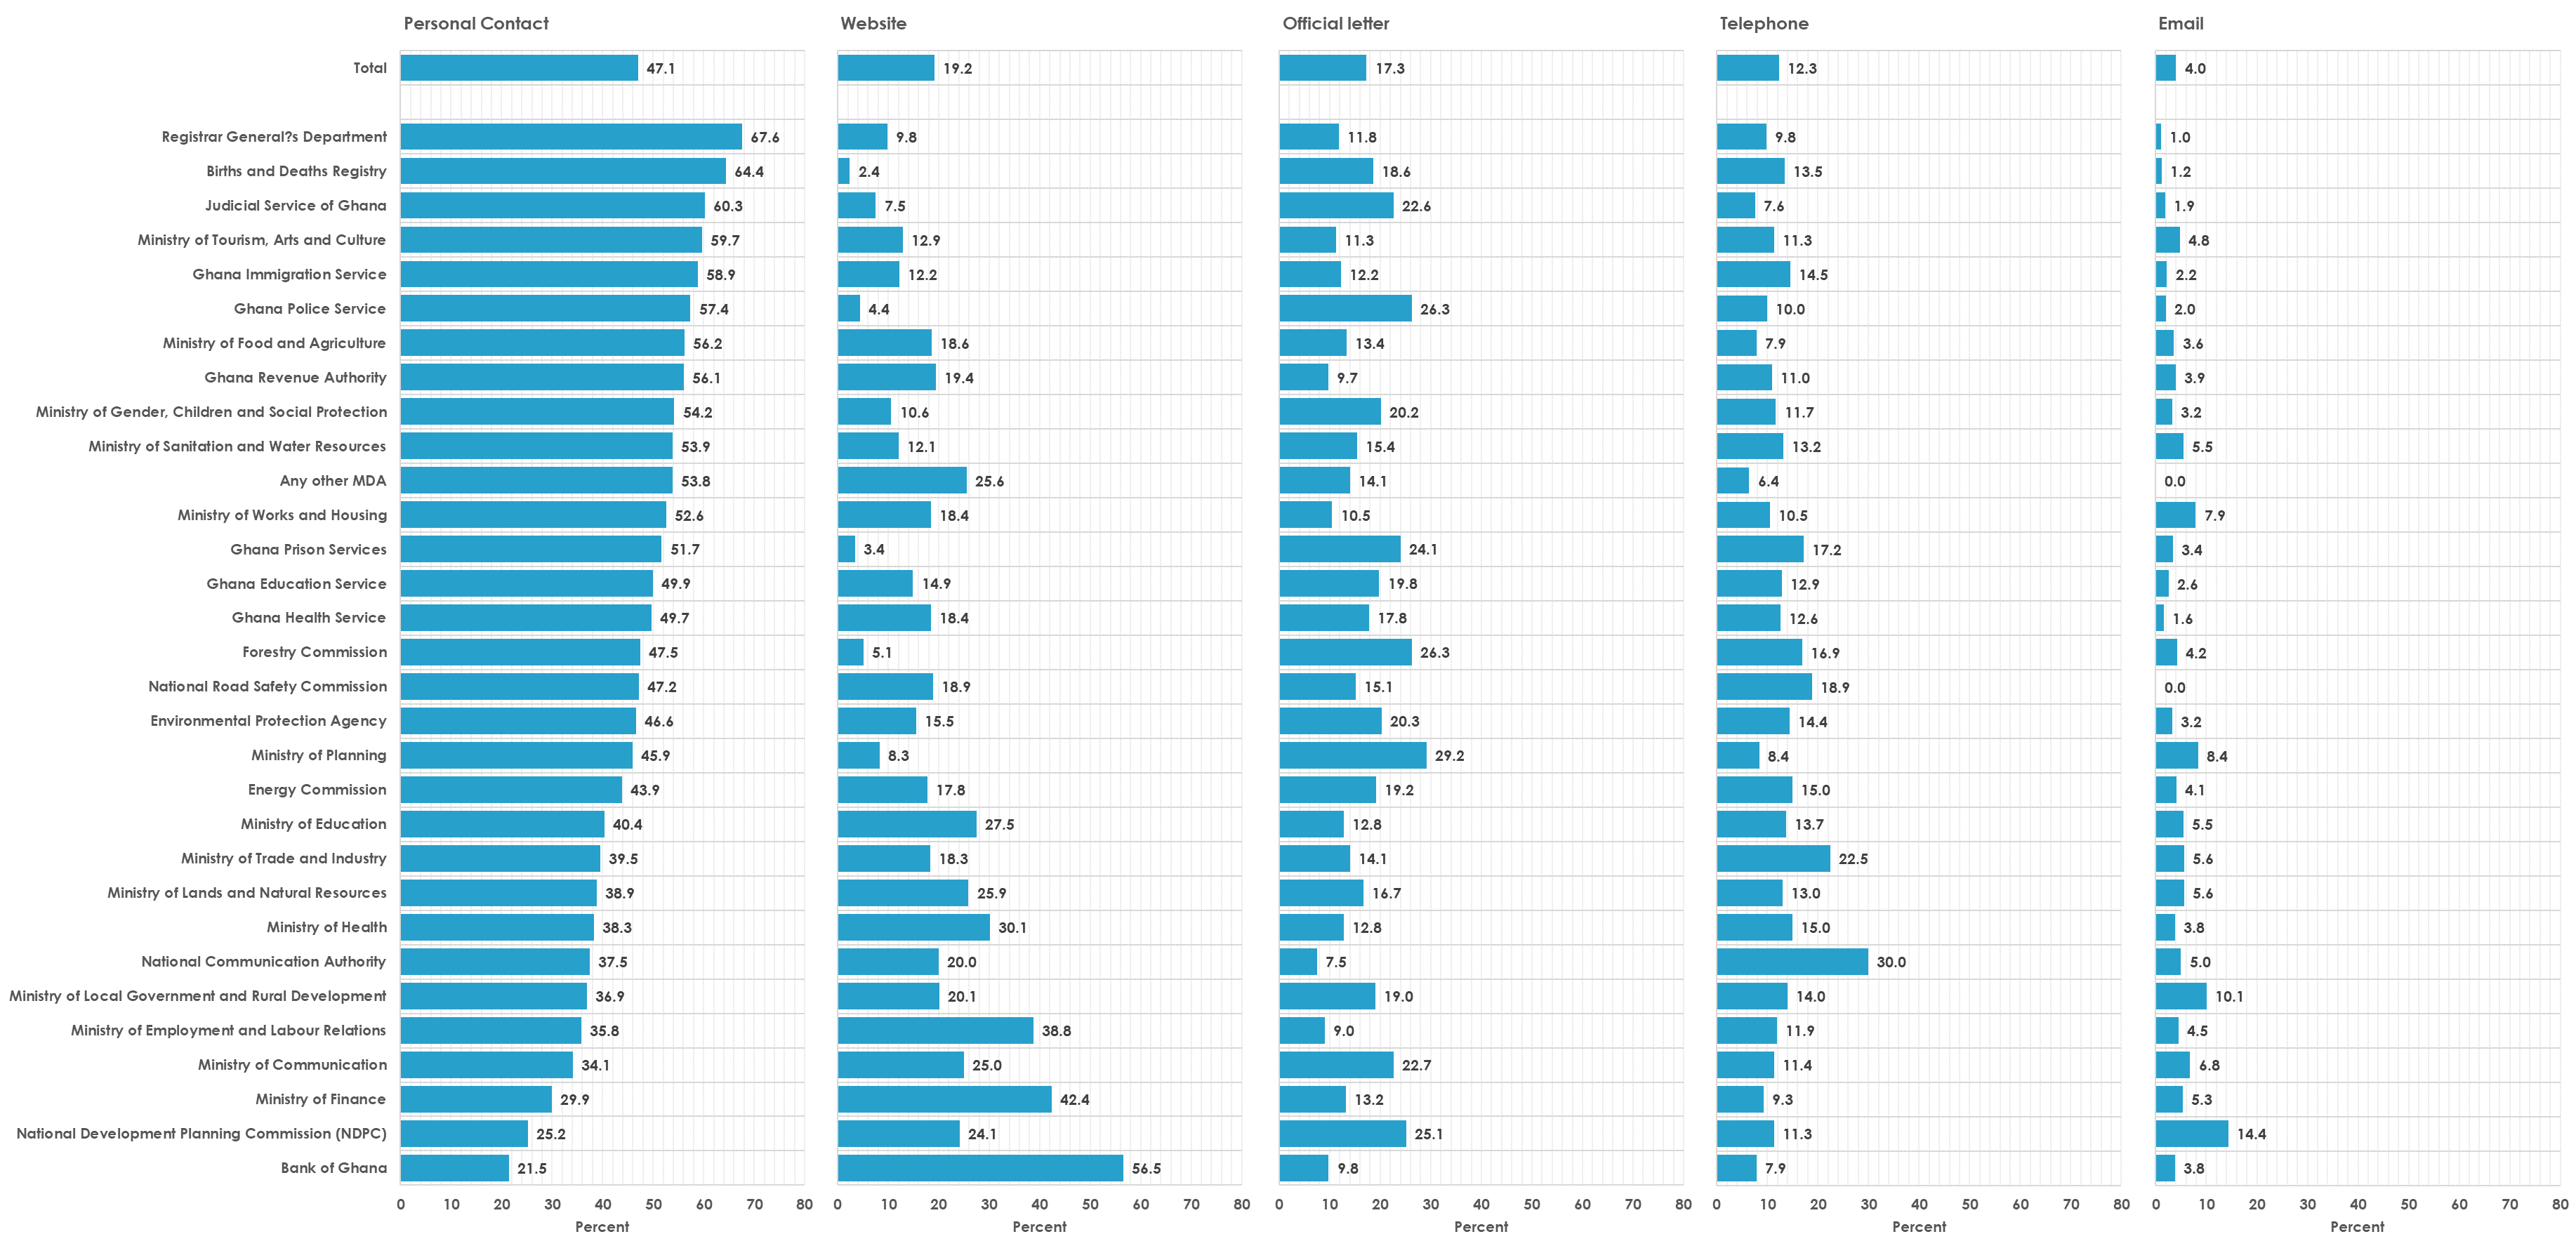 Personal Contact Website Official letter Telephone Email
Total 47.1 19.2 17.3 12.3 4.0
Registrar General?s Department 67.6 9.8 11.8 9.8 1.0
Births and Deaths Registry 64.4 2.4 18.6 13.5 1.2
Judicial Service of Ghana 60.3 7.5 22.6 7.6 1.9
Ministry of Tourism, Arts and Culture 59.7 12.9 11.3 11.3 4.8
Ghana Immigration Service 58.9 12.2 12.2 14.5 2.2
Ghana Police Service 57.4 4.4 26.3 10.0 2.0
Ministry of Food and Agriculture 56.2 18.6 13.4 7.9 3.6
Ghana Revenue Authority 56.1 19.4 9.7 11.0 3.9
Ministry of Gender, Children and Social Protection 54.2 10.6 20.2 11.7 3.2
Ministry of Sanitation and Water Resources 53.9 12.1 15.4 13.2 5.5
Any other MDA 53.8 25.6 14.1 6.4 0.0
Ministry of Works and Housing 52.6 18.4 10.5 10.5 7.9
Ghana Prison Services 51.7 3.4 24.1 17.2 3.4
Ghana Education Service 49.9 14.9 19.8 12.9 2.6
Ghana Health Service 49.7 18.4 17.8 12.6 1.6
Forestry Commission 47.5 5.1 26.3 16.9 4.2
National Road Safety Commission 47.2 18.9 15.1 18.9 0.0
Environmental Protection Agency 46.6 15.5 20.3 14.4 3.2
Ministry of Planning 45.9 8.3 29.2 8.4 8.4
Energy Commission 43.9 17.8 19.2 15.0 4.1
Ministry of Education 40.4 27.5 12.8 13.7 5.5
Ministry of Trade and Industry 39.5 18.3 14.1 22.5 5.6
Ministry of Lands and Natural Resources 38.9 25.9 16.7 13.0 5.6
Ministry of Health 38.3 30.1 12.8 15.0 3.8
National Communication Authority 37.5 20.0 7.5 30.0 5.0
Ministry of Local Government and Rural Development 36.9 20.1 19.0 14.0 10.1
Ministry of Employment and Labour Relations 35.8 38.8 9.0 11.9 4.5
Ministry of Communication 34.1 25.0 22.7 11.4 6.8
Ministry of Finance 29.9 42.4 13.2 9.3 5.3
National Development Planning Commission (NDPC) 25.2 24.1 25.1 11.3 14.4
Bank of Ghana 21.5 56.5 9.8 7.9 3.8
0 10 20 30 40 50 60 70 80 0 10 20 30 40 50 60 70 80 0 10 20 30 40 50 60 70 80 0 10 20 30 40 50 60 70 80 0 10 20 30 40 50 60 70 80
Percent Percent Percent Percent Percent